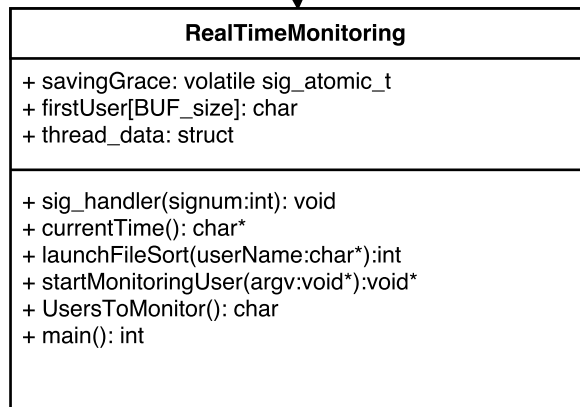 RealTimeMonitoring
+ savingGrace: volatile sig_atomic_t
+ firstUser[BUF_size]: char
+ thread_data: struct
+ sig_handler(signum:int): void
+ currentTime(): char*
+ launchFileSort(userName:char*):int
+ startMonitoringUser(argv:void*):void*
+ UsersToMonitor(): char
+ main(): int